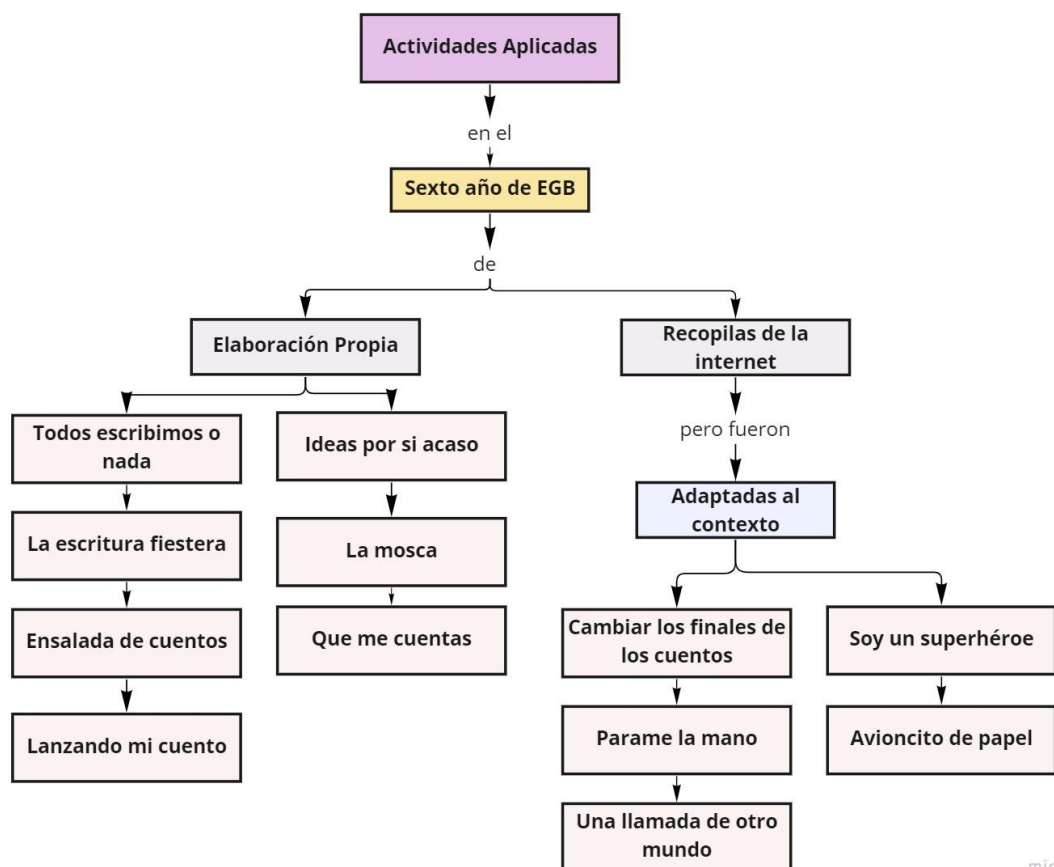 Actividades Aplicadas
en el
Sexto año de EGB
de
Elaboración Propia
Recopilas de la
internet
Todos escribimos o
nada
Ideas por si acaso
pero fueron
La escritura fiestera
La mosca
Adaptadas al
contexto
Ensalada de cuentos
Que me cuentas
Cambiar los finales de
los cuentos
Soy un superhéroe
Lanzando mi cuento
Parame la mano
Avioncito de papel
Una llamada de otro
mundo